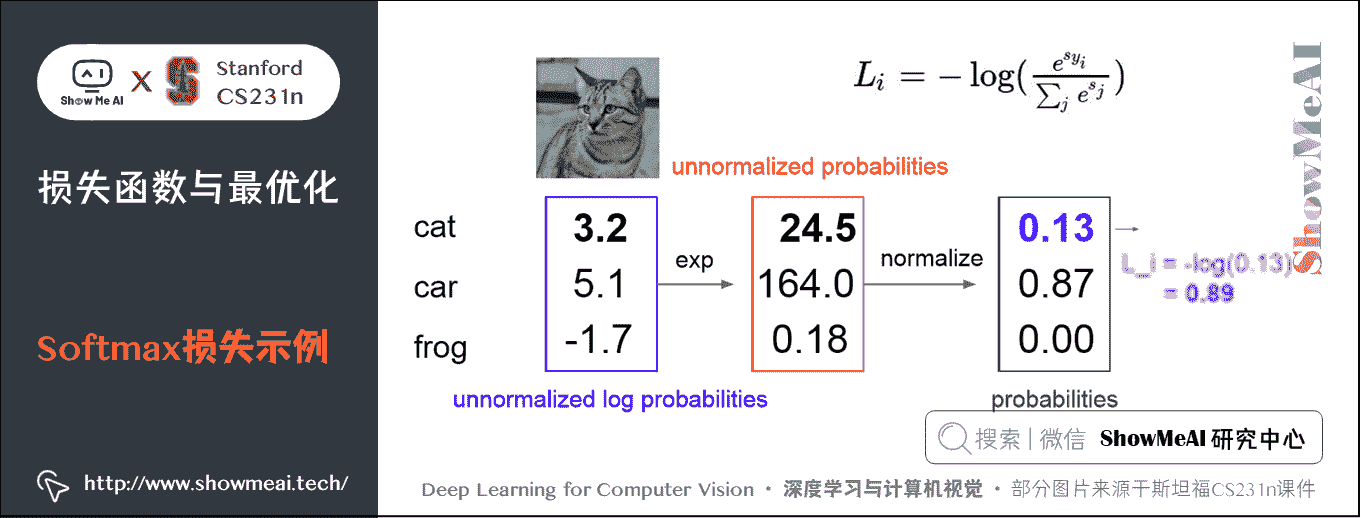 Show Me AI
X
Stanford
CS231n
损失函数与最优化
Softmax损失示例
http://www.showmeai.tech/
L_i = -log(e^{s_{y_i}} / ∑_j e^{s_j})
ShowMeAI
unnormalized probabilities
cat 3.2 24.5 0.13
exp normalize
L_i = -log(0.13)
car 5.1 164.0 0.87
= 0.89
frog -1.7 0.18 0.00
unnormalized log probabilities
probabilities
搜索 | 微信 ShowMeAI 研究中心
Deep Learning for Computer Vision · 深度学习与计算机视觉 · 部分图片来源于斯坦福CS231n课件